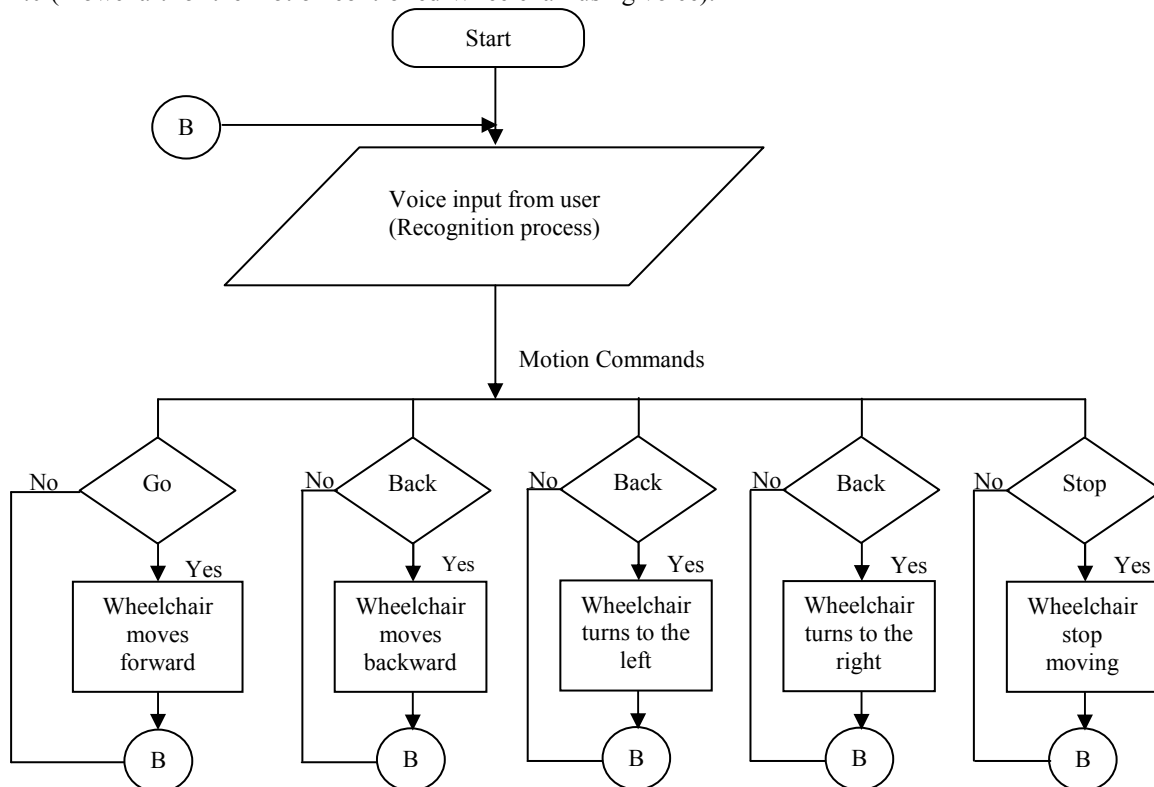 Start
B
Voice input from user
(Recognition process)
Motion Commands
No
Go
Yes
Wheelchair
moves
forward
B
No
Back
Yes
Wheelchair
moves
backward
B
No
Back
Yes
Wheelchair
turns to the
left
B
No
Back
Yes
Wheelchair
turns to the
right
B
No
Stop
Yes
Wheelchair
stop
moving
B